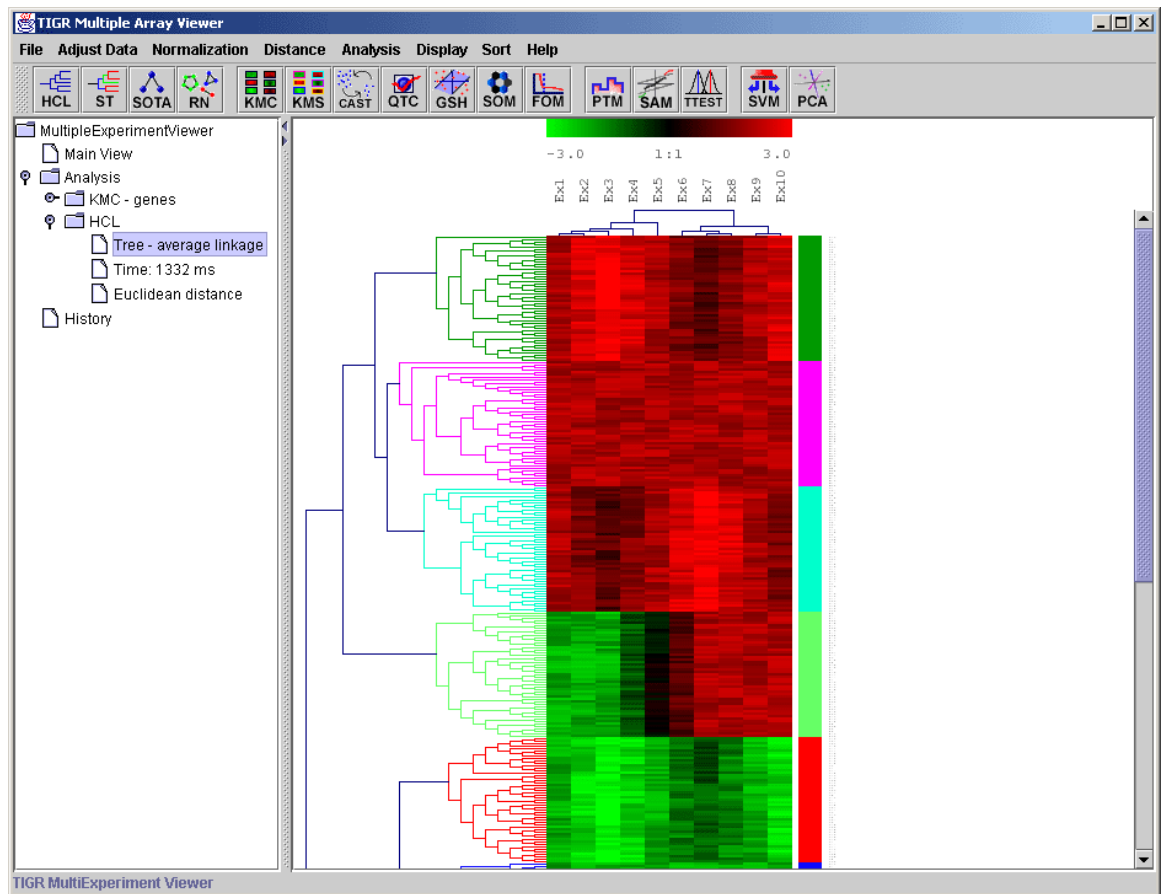 TIGR Multiple Array Viewer
File Adjust Data Normalization Distance Analysis Display Sort Help
HCL ST SOTA RN KMC KMS CAST QTC GSH SOM FOM PTM SAM TTEST SVM PCA
MultipleExperimentViewer
Main View
Analysis
KMC - genes
HCL
Tree - average linkage
Time: 1332 ms
Euclidean distance
History
-3.0 1:1 3.0
Ex1 Ex2 Ex3 Ex4 Ex5 Ex6 Ex7 Ex8 Ex9 Ex10
TIGR MultiExperiment Viewer